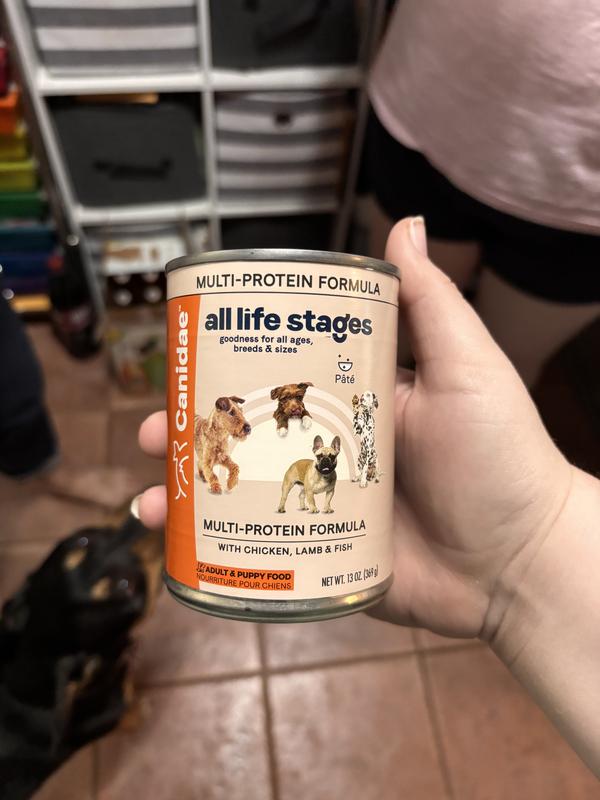 MULTI-PROTEIN FORMULA
Canidae™
all life stages
goodness for all ages,
breeds & sizes
Pâté
MULTI-PROTEIN FORMULA
WITH CHICKEN, LAMB & FISH
ADULT & PUPPY FOOD
NOURRITURE POUR CHIENS
NET WT. 13 OZ. (369 g)